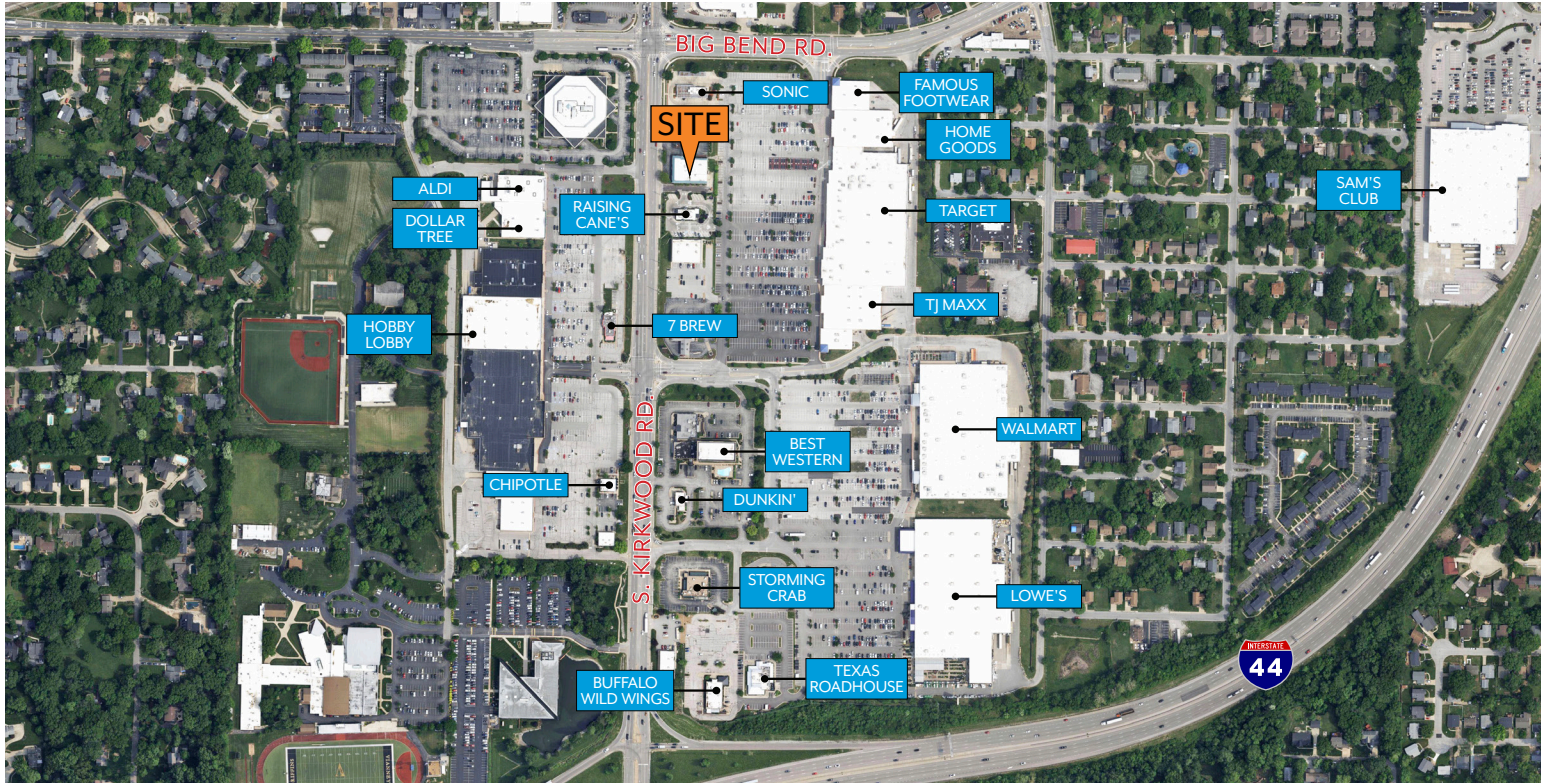 BIG BEND RD.
SONIC
FAMOUS
FOOTWEAR
SITE
HOME
GOODS
ALDI
RAISING
CANE'S
TARGET
SAM'S
CLUB
DOLLAR
TREE
TJ MAXX
HOBBY
LOBBY
7 BREW
S. KIRKWOOD RD.
WALMART
BEST
WESTERN
CHIPOTLE
DUNKIN'
STORMING
CRAB
LOWE'S
INTERSTATE
44
BUFFALO
WILD WINGS
TEXAS
ROADHOUSE